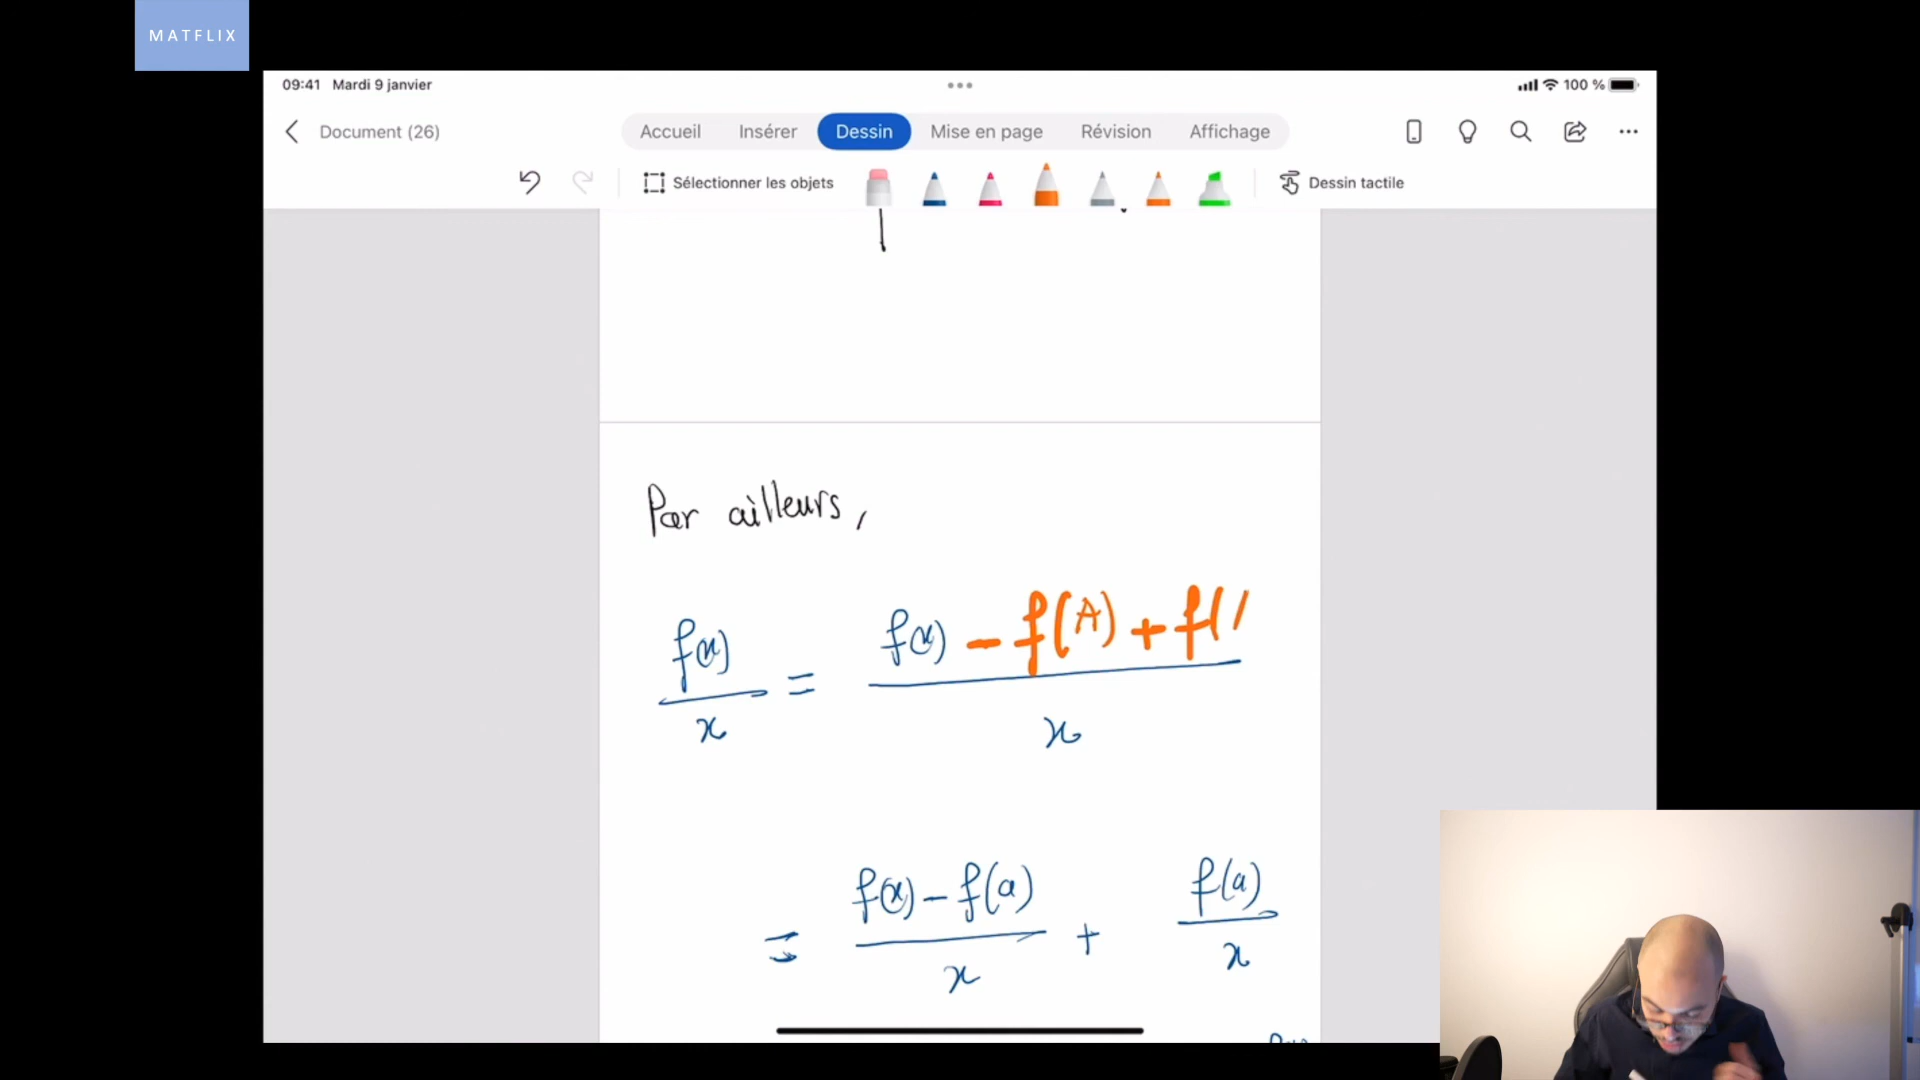 MATFLIX
09:41 Mardi 9 janvier
100 %
Document (26)
Accueil Insérer Dessin Mise en page Révision Affichage
Sélectionner les objets
Dessin tactile
Par ailleurs,
f(x)/x = (f(x) - f(A) + f(/)/x
= (f(x) - f(a))/x + f(a)/x